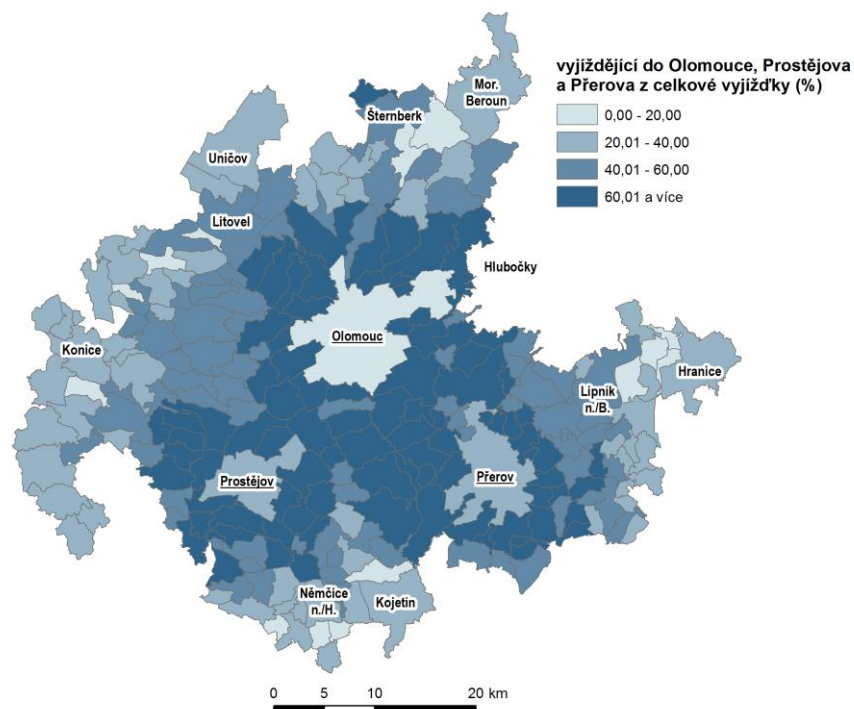 vyjíždějící do Olomouce, Prostějova
a Přerova z celkové vyjížďky (%)
0,00 - 20,00
20,01 - 40,00
40,01 - 60,00
60,01 a více
Mor.
Beroun
Šternberk
Uničov
Litovel
Hlubočky
Olomouc
Konice
Hranice
Lipník
n./B.
Prostějov
Přerov
Němčice
n./H.
Kojetín
0 5 10 20 km